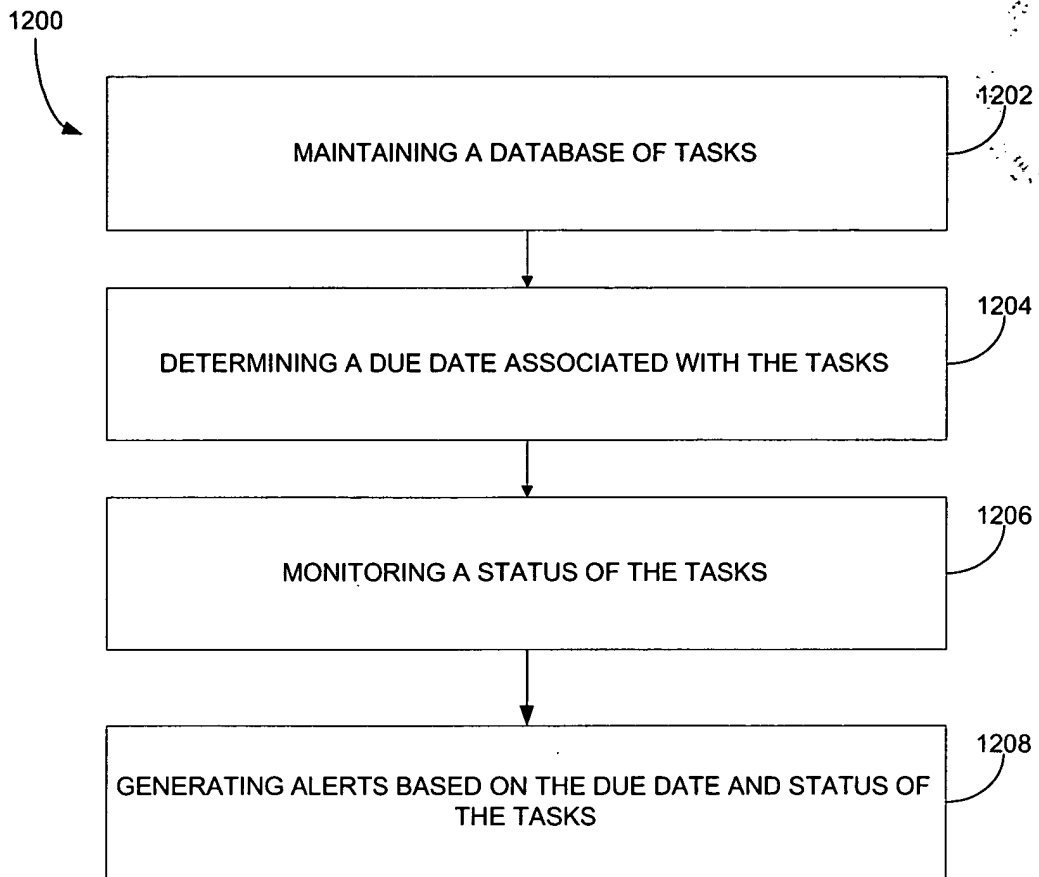 1200
1202
MAINTAINING A DATABASE OF TASKS
1204
DETERMINING A DUE DATE ASSOCIATED WITH THE TASKS
1206
MONITORING A STATUS OF THE TASKS
1208
GENERATING ALERTS BASED ON THE DUE DATE AND STATUS OF
THE TASKS